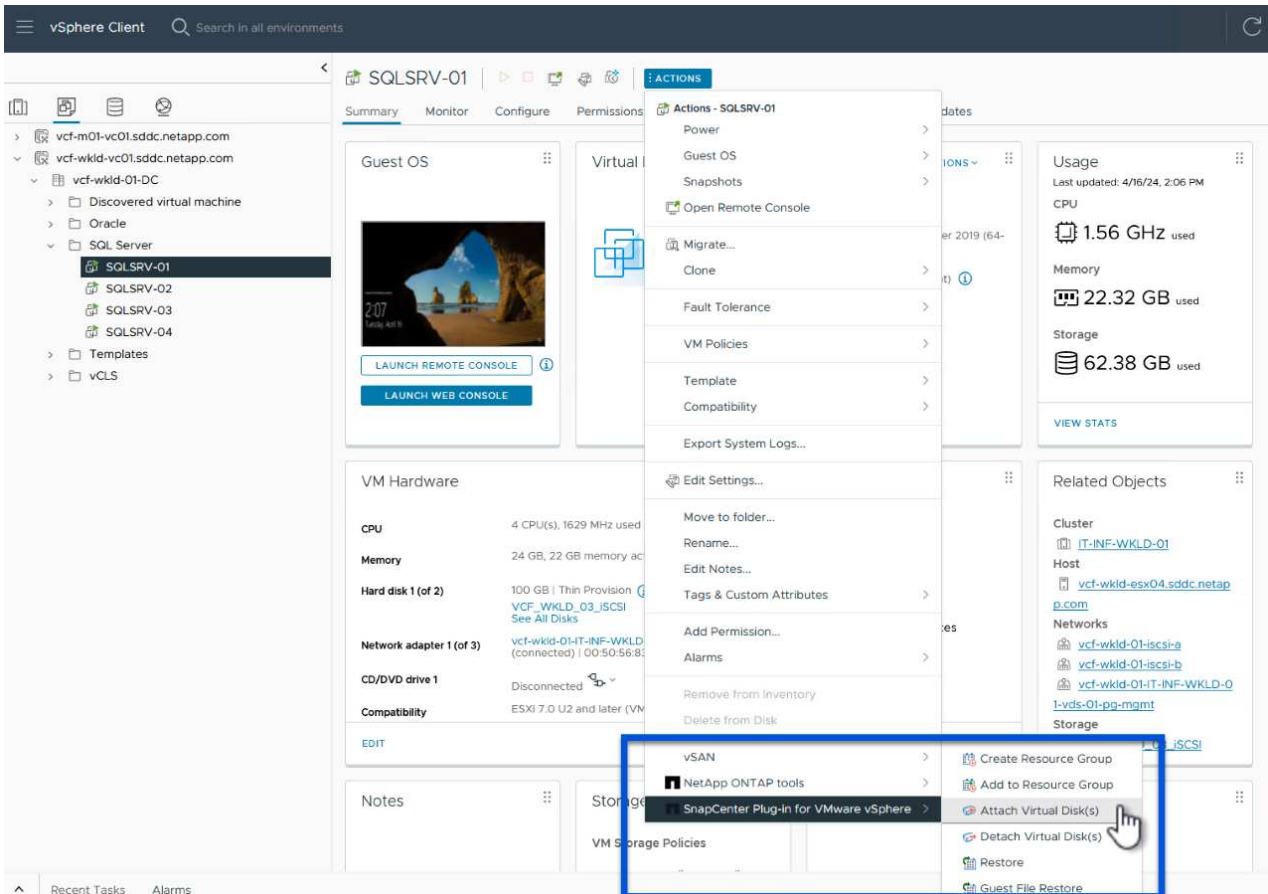 vSphere Client
Search in all environments
SQLSRV-01
ACTIONS
Summary Monitor Configure Permissions
dates
vcf-m01-vc01.sddc.netapp.com
vcf-wkld-vc01.sddc.netapp.com
vcf-wkld-01-DC
Discovered virtual machine
Oracle
SQL Server
SQLSRV-01
SQLSRV-02
SQLSRV-03
SQLSRV-04
Templates
vCLS
Guest OS
2:07
Tuesday, April 16
LAUNCH REMOTE CONSOLE
LAUNCH WEB CONSOLE
Virtual
IONS
er 2019 (64-
Actions - SQLSRV-01
Power
Guest OS
Snapshots
Open Remote Console
Migrate...
Clone
Fault Tolerance
VM Policies
Template
Compatibility
Export System Logs...
Edit Settings...
Move to folder...
Rename...
Edit Notes...
Tags & Custom Attributes
Add Permission...
Alarms
Remove from Inventory
Delete from Disk
vSAN
NetApp ONTAP tools
SnapCenter Plug-in for VMware vSphere
Create Resource Group
Add to Resource Group
Attach Virtual Disk(s)
Detach Virtual Disk(s)
Restore
Guest File Restore
Usage
Last updated: 4/16/24, 2:06 PM
CPU
1.56 GHz used
Memory
22.32 GB used
Storage
62.38 GB used
VIEW STATS
VM Hardware
CPU 4 CPU(s), 1629 MHz used
Memory 24 GB, 22 GB memory ac
Hard disk 1 (of 2) 100 GB | Thin Provision
VCF_WKLD_03_iSCSI
See All Disks
Network adapter 1 (of 3) vcf-wkld-01-IT-INF-WKLD
(connected) | 00:50:56:83
CD/DVD drive 1 Disconnected
Compatibility ESXi 7.0 U2 and later (VM
EDIT
Related Objects
Cluster
IT-INF-WKLD-01
Host
vcf-wkld-esx04.sddc.netap
p.com
Networks
vcf-wkld-01-iscsi-a
vcf-wkld-01-iscsi-b
vcf-wkld-01-IT-INF-WKLD-0
1-vds-01-pg-mgmt
Storage
Notes
Storage
VM Storage Policies
Recent Tasks Alarms